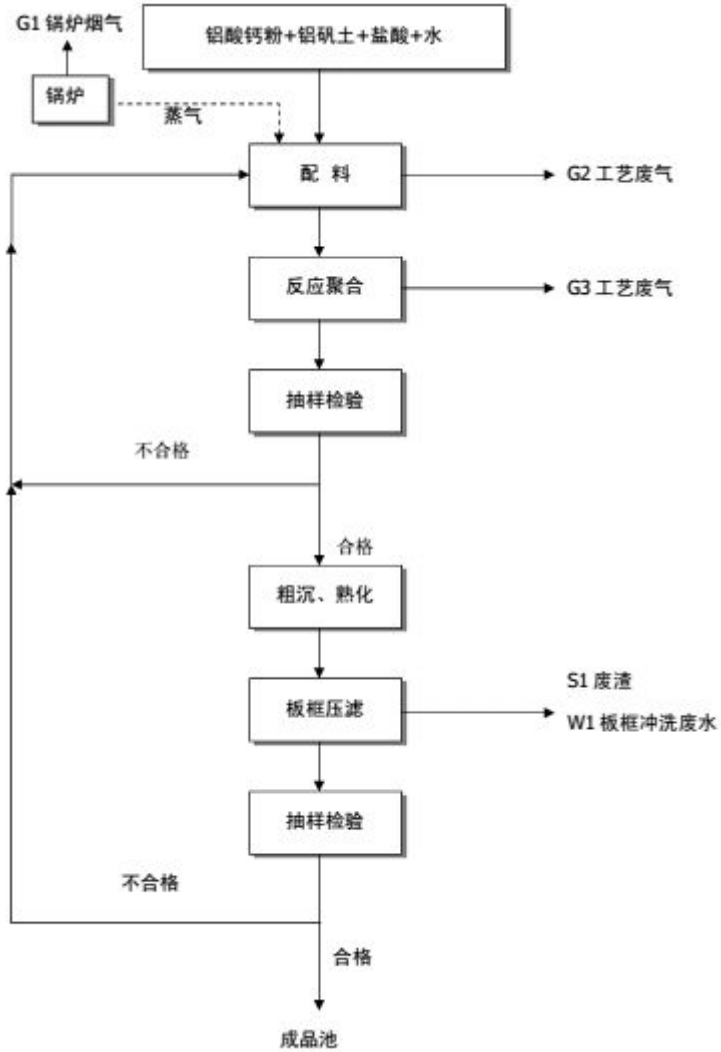 G1 锅炉烟气
铝酸钙粉+铝矾土+盐酸+水
锅炉
蒸气
配 料
G2 工艺废气
反应聚合
G3 工艺废气
抽样检验
不合格
合格
粗沉、熟化
板框压滤
S1 废渣
W1 板框冲洗废水
抽样检验
不合格
合格
成品池